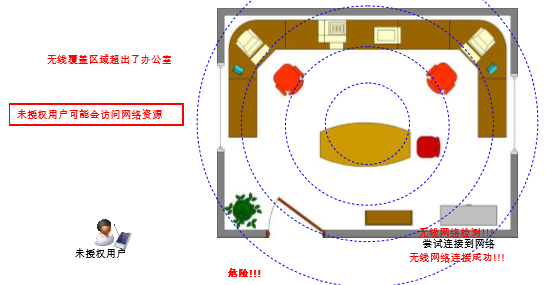 无线覆盖区域超出了办公室
未授权用户可能会访问网络资源
未授权用户
无线网络检测!!!
尝试连接到网络
无线网络连接成功!!!
危险!!!